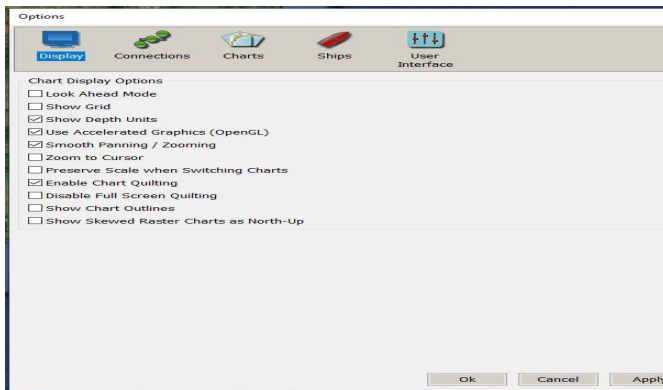 Options
Display Connections Charts Ships User
Interface
Chart Display Options
Look Ahead Mode
Show Grid
Show Depth Units
Use Accelerated Graphics (OpenGL)
Smooth Panning / Zooming
Zoom to Cursor
Preserve Scale when Switching Charts
Enable Chart Quilting
Disable Full Screen Quilting
Show Chart Outlines
Show Skewed Raster Charts as North-Up
Ok Cancel Apply